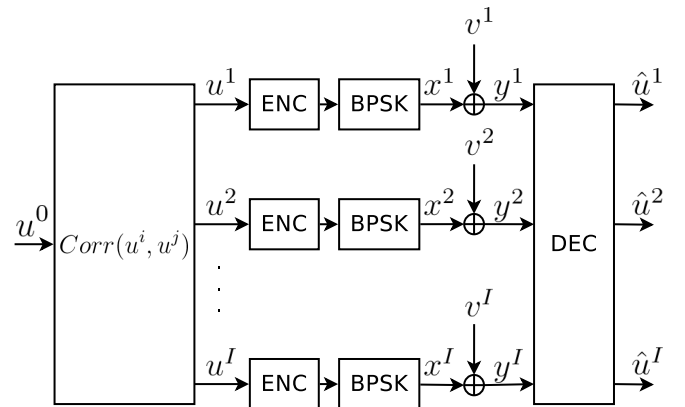 v¹
u¹ ENC BPSK x¹ y¹ û¹
v²
u² ENC BPSK x² y² û²
u⁰ Corr(uⁱ, uʲ) DEC
vᴵ
uᴵ ENC BPSK xᴵ yᴵ ûᴵ